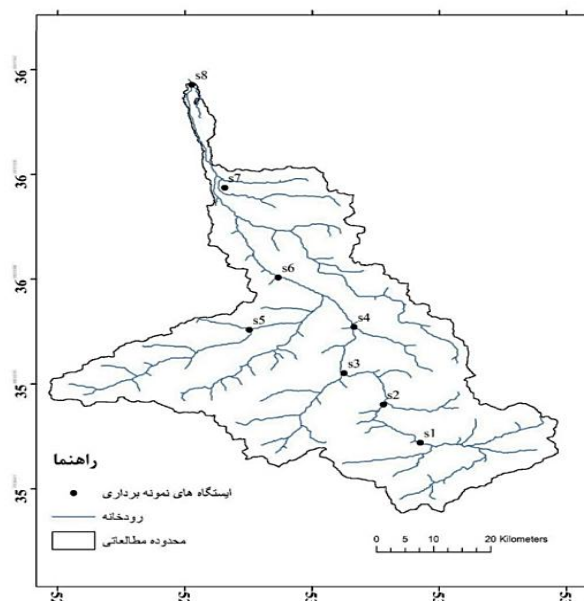 s8
36
s7
36
s6
36
s5
s4
s3
35
s2
s1
راهنما
ایستگاه های نمونه برداری
35
رودخانه
محدوده مطالعاتی
0 5 10 20 Kilometers